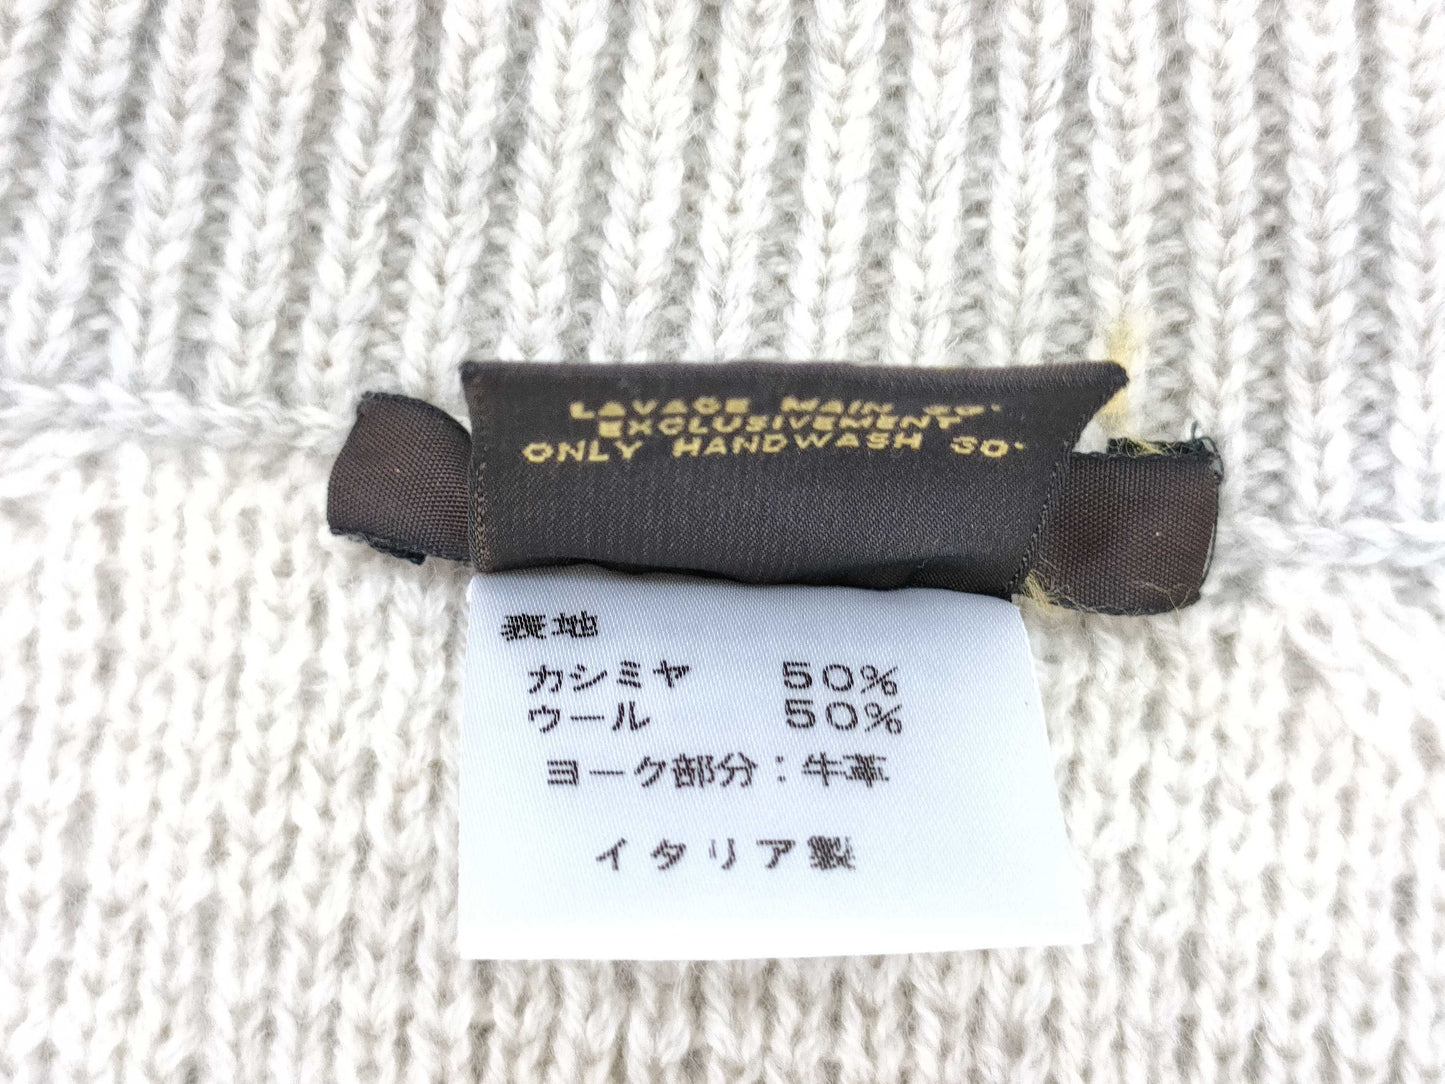 LAVAGE MAIN 30°
EXCLUSIVEMENT
ONLY HANDWASH 30°
表地
カシミヤ 50%
ウール 50%
ヨーク部分：牛革
イタリア製